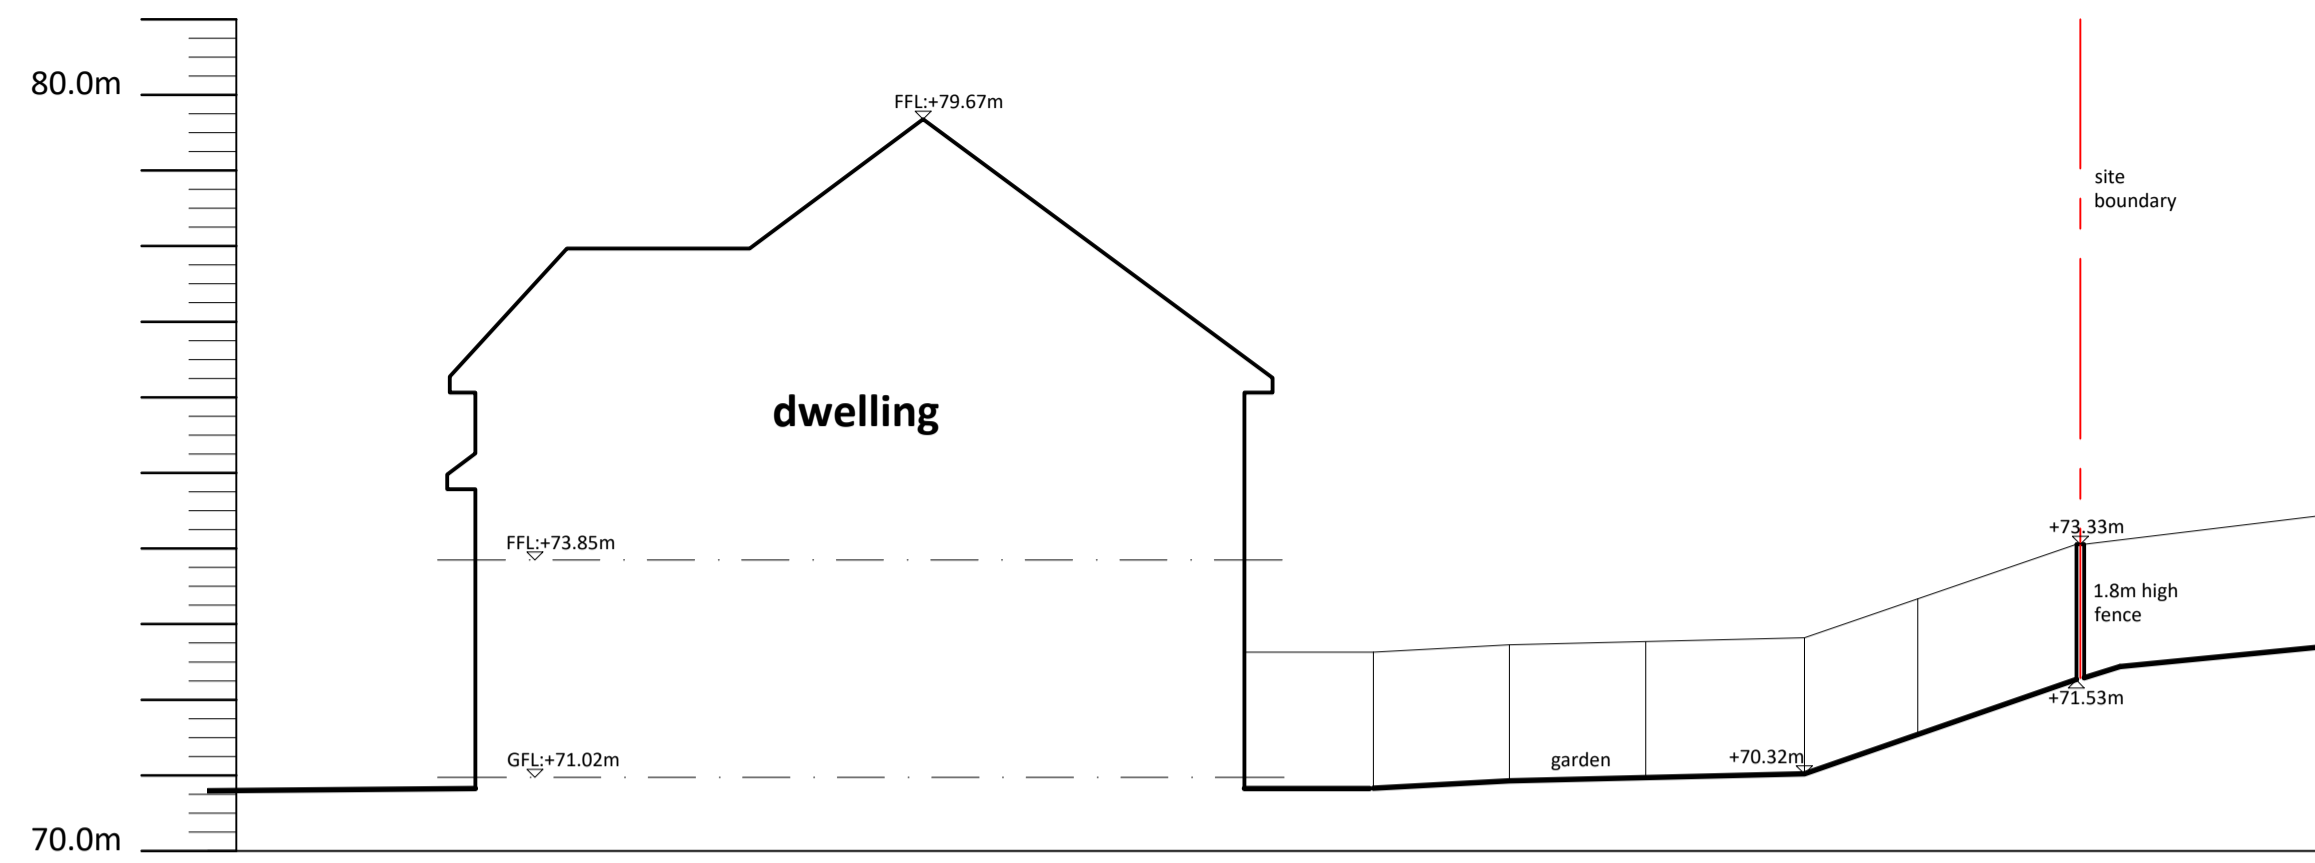 80.0m
FFL:+79.67m
site
boundary
dwelling
+73.33m
FFL:+73.85m
1.8m high
fence
+71.53m
GFL:+71.02m
garden
+70.32m
70.0m